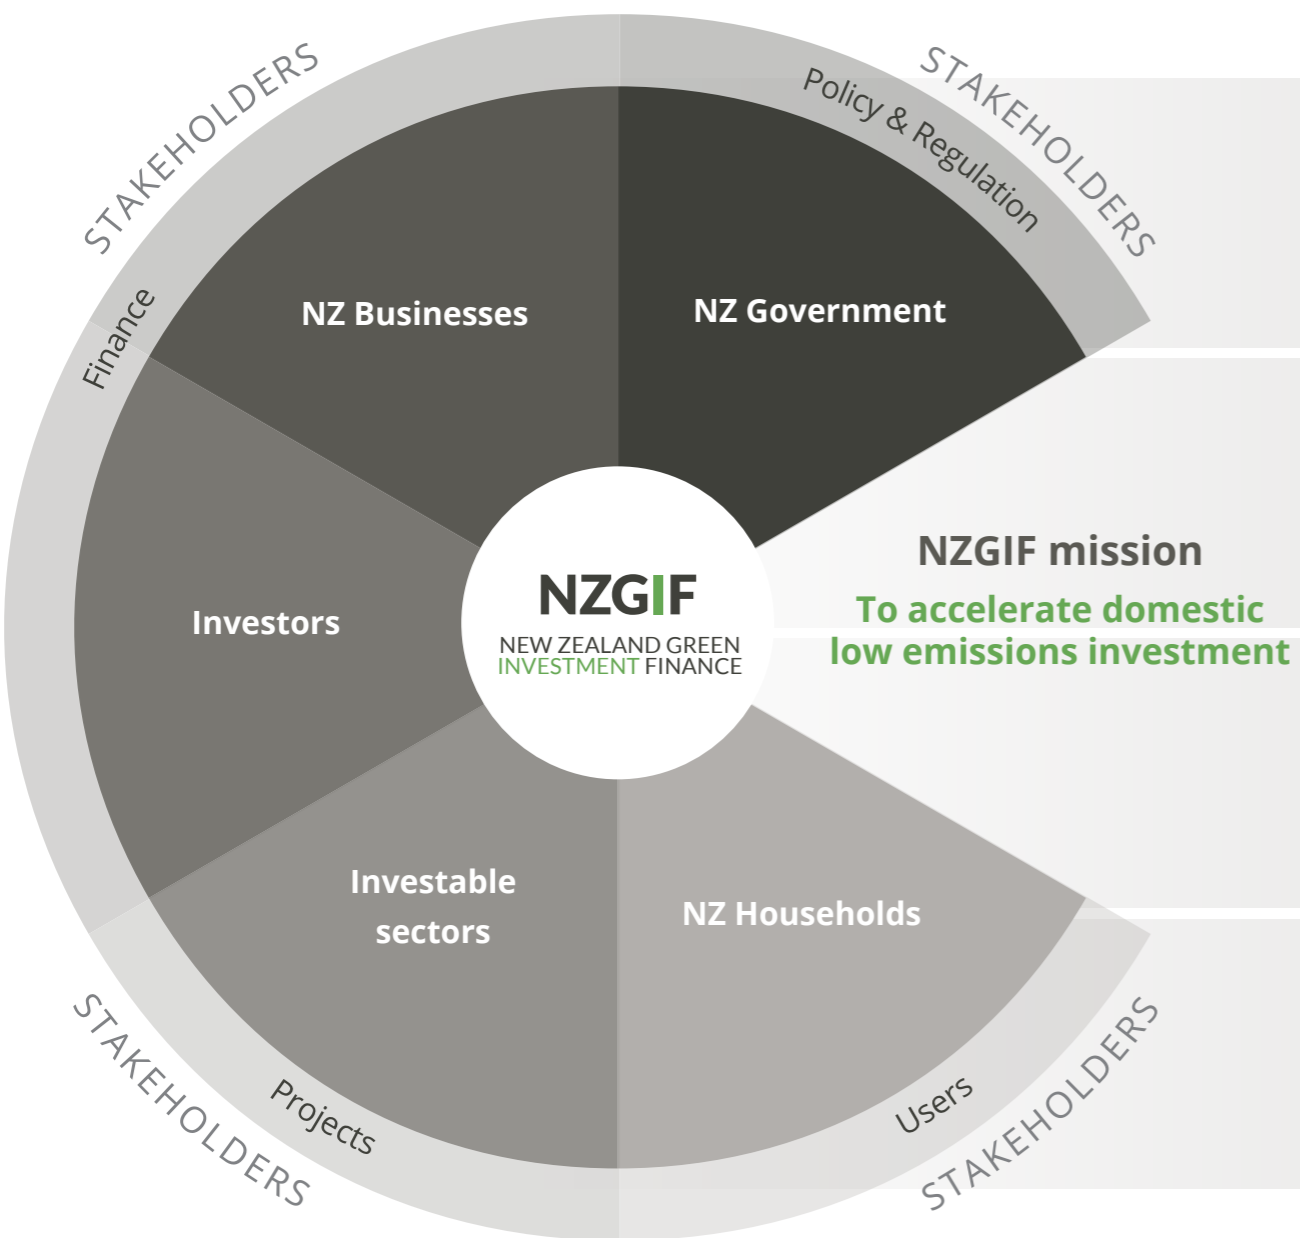 STAKEHOLDERS
STAKEHOLDERS
Policy & Regulation
Finance
NZ Businesses
NZ Government
Investors
NZGIF
NEW ZEALAND GREEN
INVESTMENT FINANCE
NZGIF mission
To accelerate domestic
low emissions investment
Investable
sectors
NZ Households
Projects
Users
STAKEHOLDERS
STAKEHOLDERS